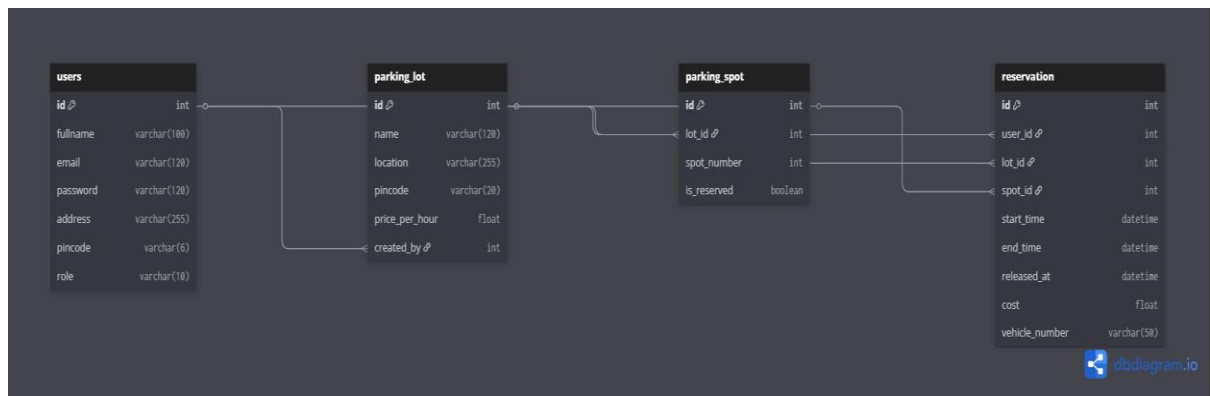 users
id int
fullname varchar(100)
email varchar(120)
password varchar(120)
address varchar(255)
pincode varchar(6)
role varchar(10)
parking_lot
id int
name varchar(120)
location varchar(255)
pincode varchar(20)
price_per_hour float
created_by int
parking_spot
id int
lot_id int
spot_number int
is_reserved boolean
reservation
id int
user_id int
lot_id int
spot_id int
start_time datetime
end_time datetime
released_at datetime
cost float
vehicle_number varchar(50)
dbdiagram.io